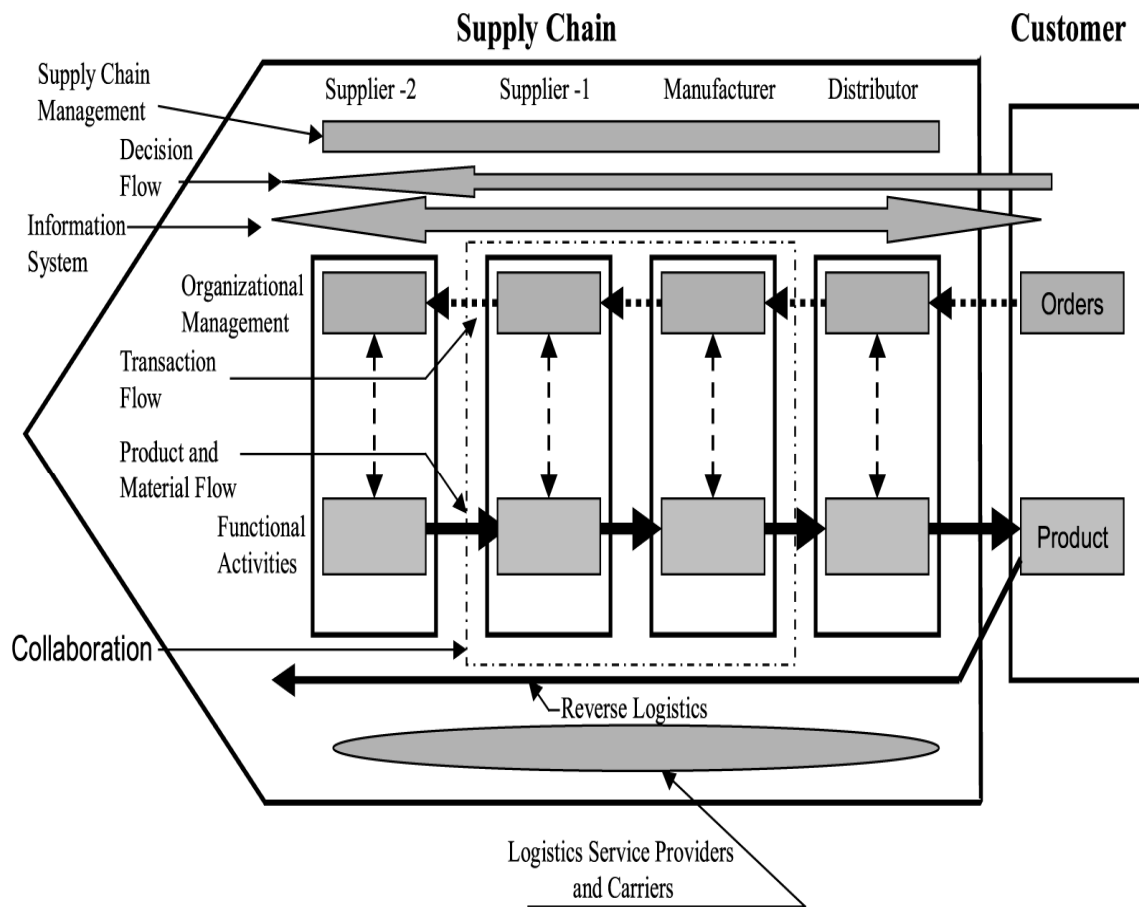 Supply Chain
Customer
Supply Chain
Management
Supplier -2
Supplier -1
Manufacturer
Distributor
Decision
Flow
Information
System
Organizational
Management
Orders
Transaction
Flow
Product and
Material Flow
Functional
Activities
Product
Collaboration
Reverse Logistics
Logistics Service Providers
and Carriers